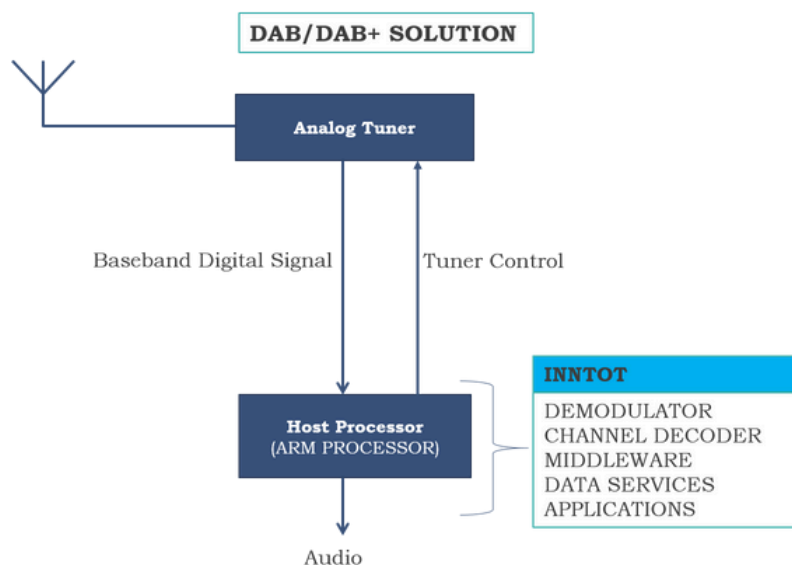 DAB/DAB+ SOLUTION
Analog Tuner
Baseband Digital Signal
Tuner Control
Host Processor
(ARM PROCESSOR)
INNTOT
DEMODULATOR
CHANNEL DECODER
MIDDLEWARE
DATA SERVICES
APPLICATIONS
Audio